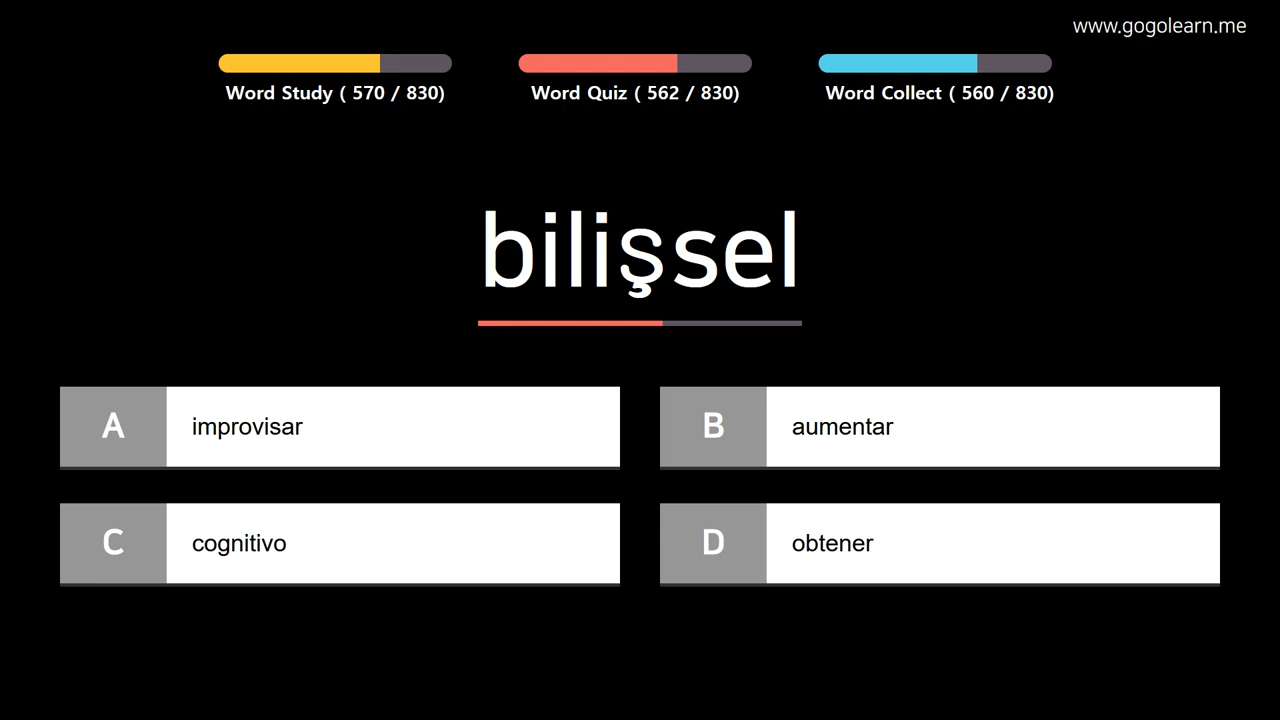 www.gogolearn.me
Word Study ( 570 / 830)
Word Quiz ( 562 / 830)
Word Collect ( 560 / 830)
bilişsel
A improvisar
B aumentar
C cognitivo
D obtener